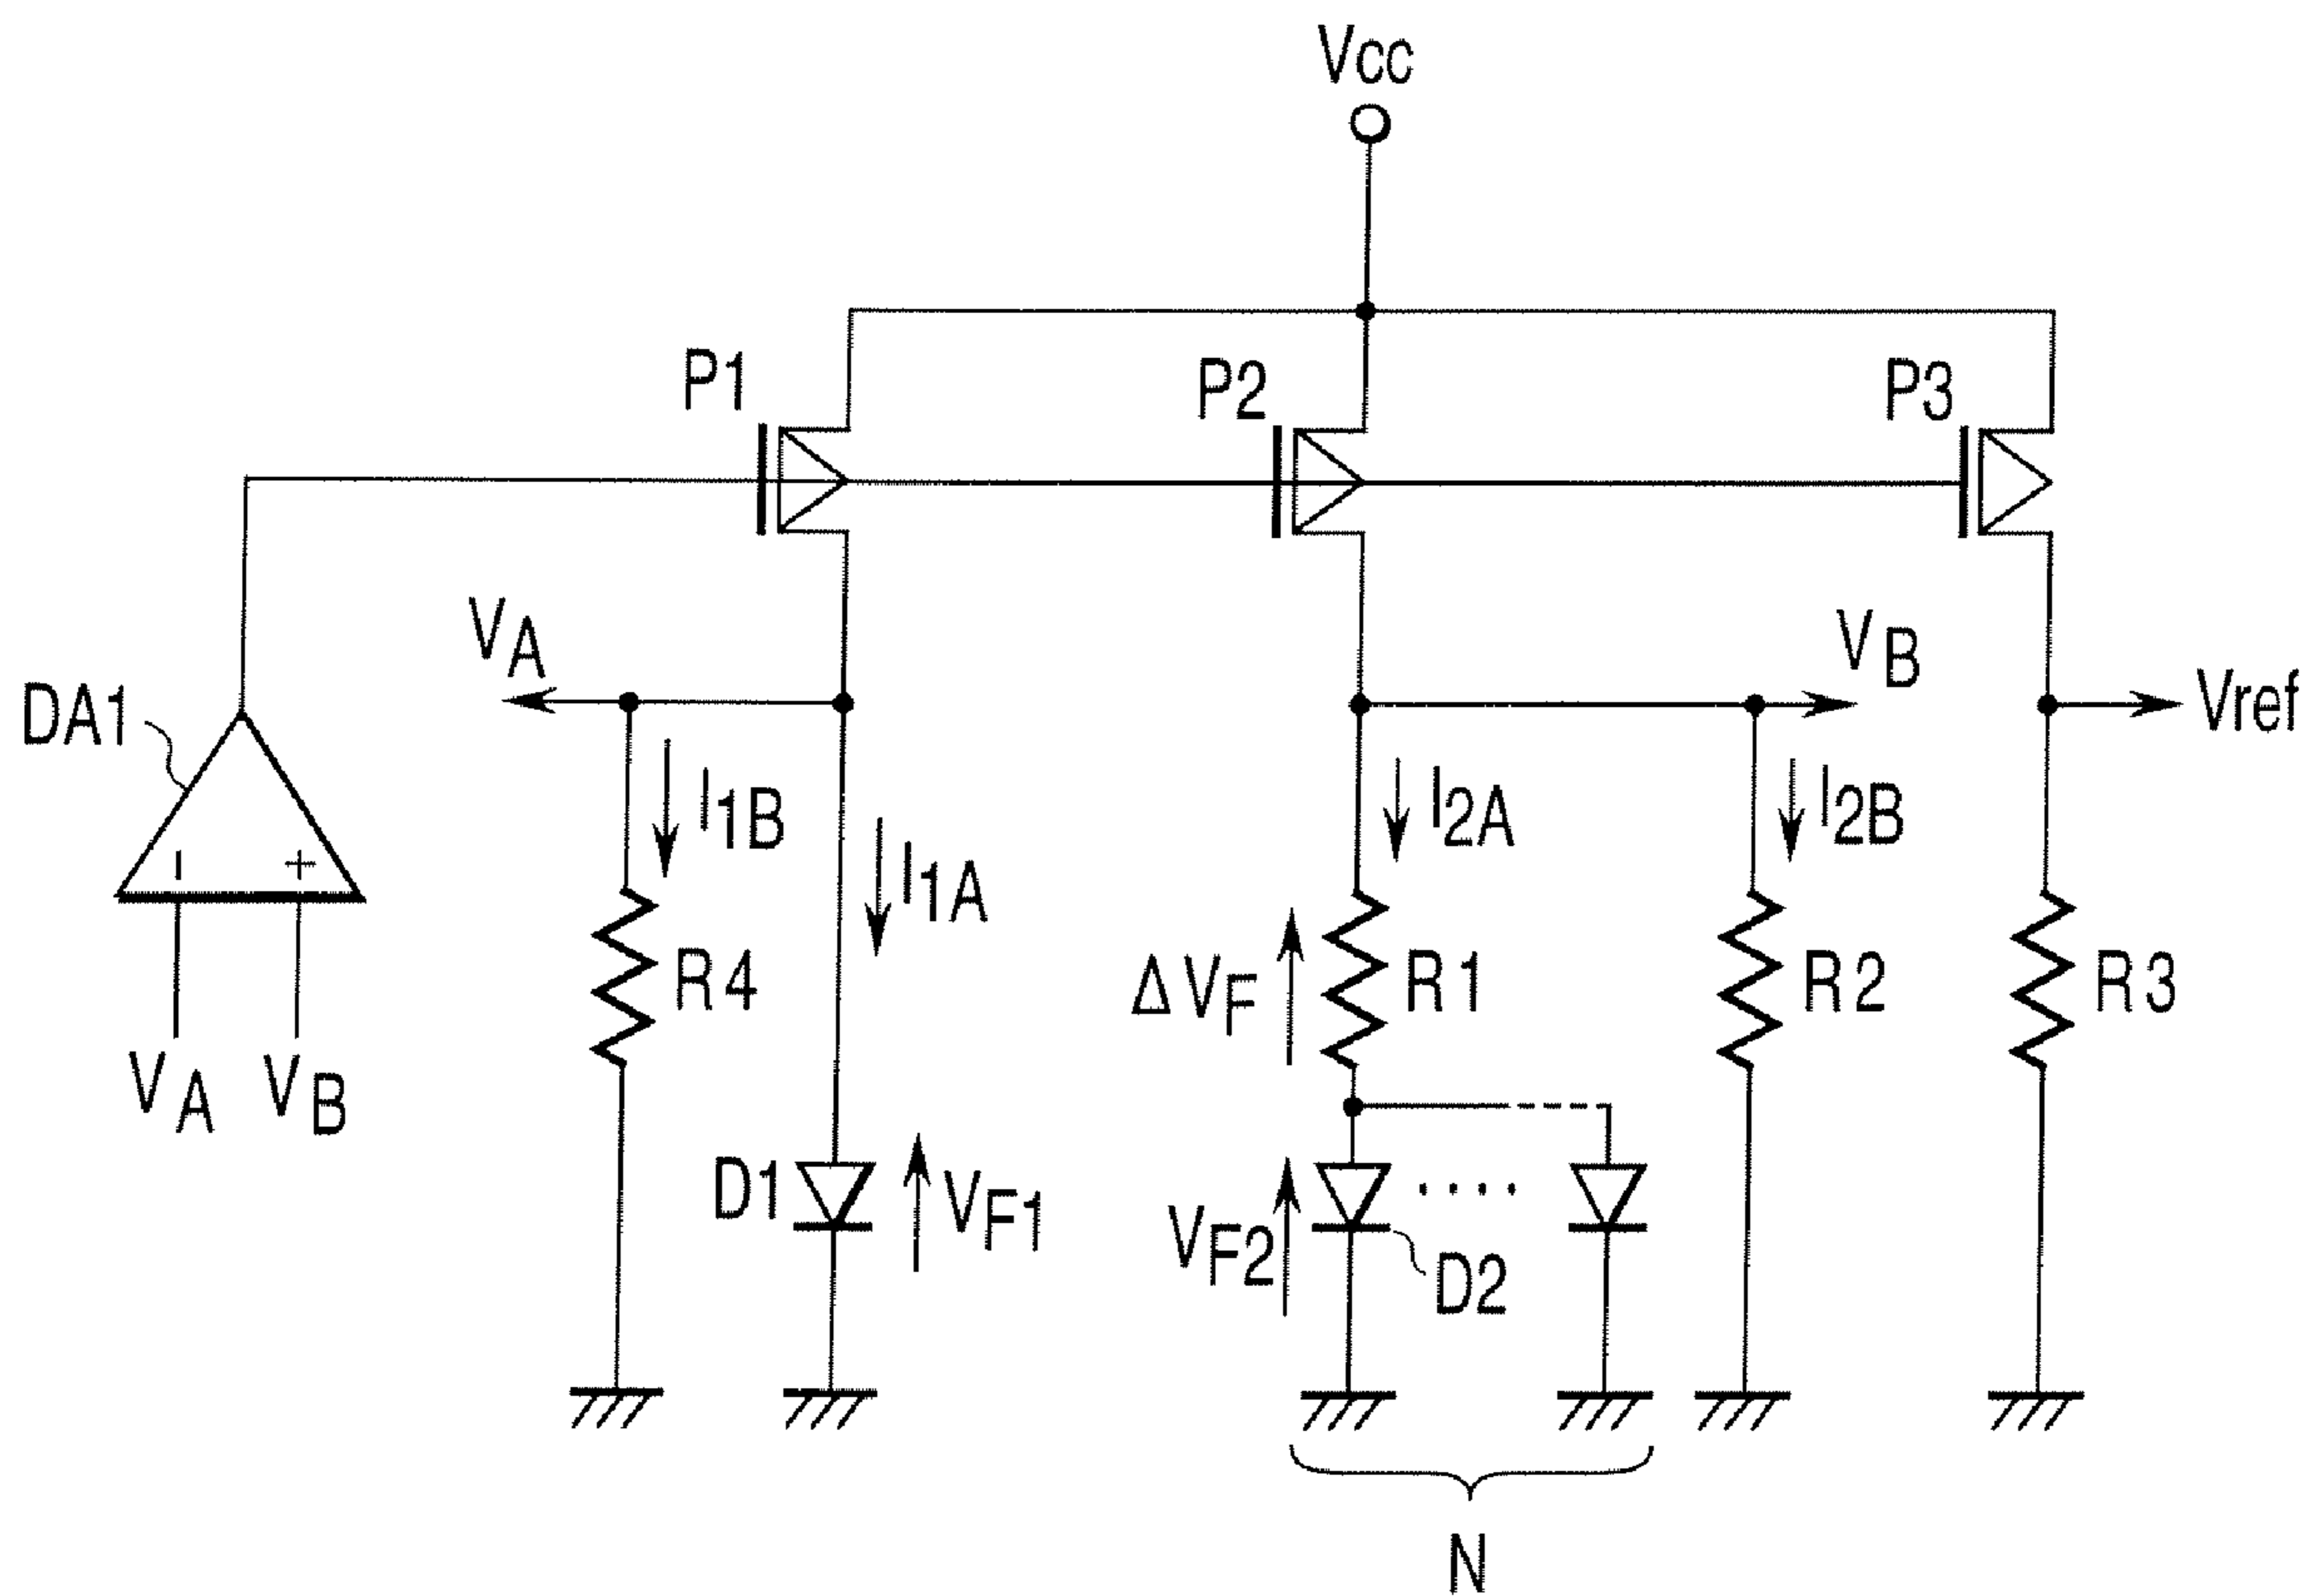 Vcc
P1
P2
P3
VA
VB
Vref
DA1
I1B
I2A
I2B
I1A
− +
R4
ΔVF
R1
R2
R3
VA VB
D1
VF1
VF2
D2
N